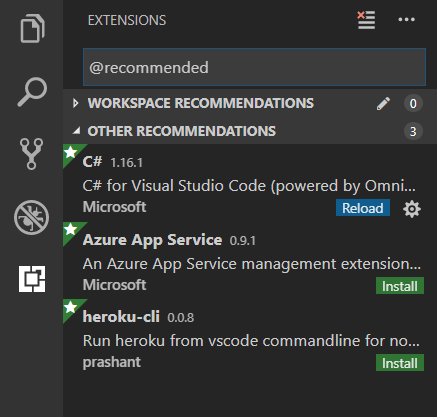 EXTENSIONS
@recommended
WORKSPACE RECOMMENDATIONS 0
OTHER RECOMMENDATIONS 3
C# 1.16.1
C# for Visual Studio Code (powered by Omni...
Microsoft Reload
Azure App Service 0.9.1
An Azure App Service management extension...
Microsoft Install
heroku-cli 0.0.8
Run heroku from vscode commandline for no...
prashant Install